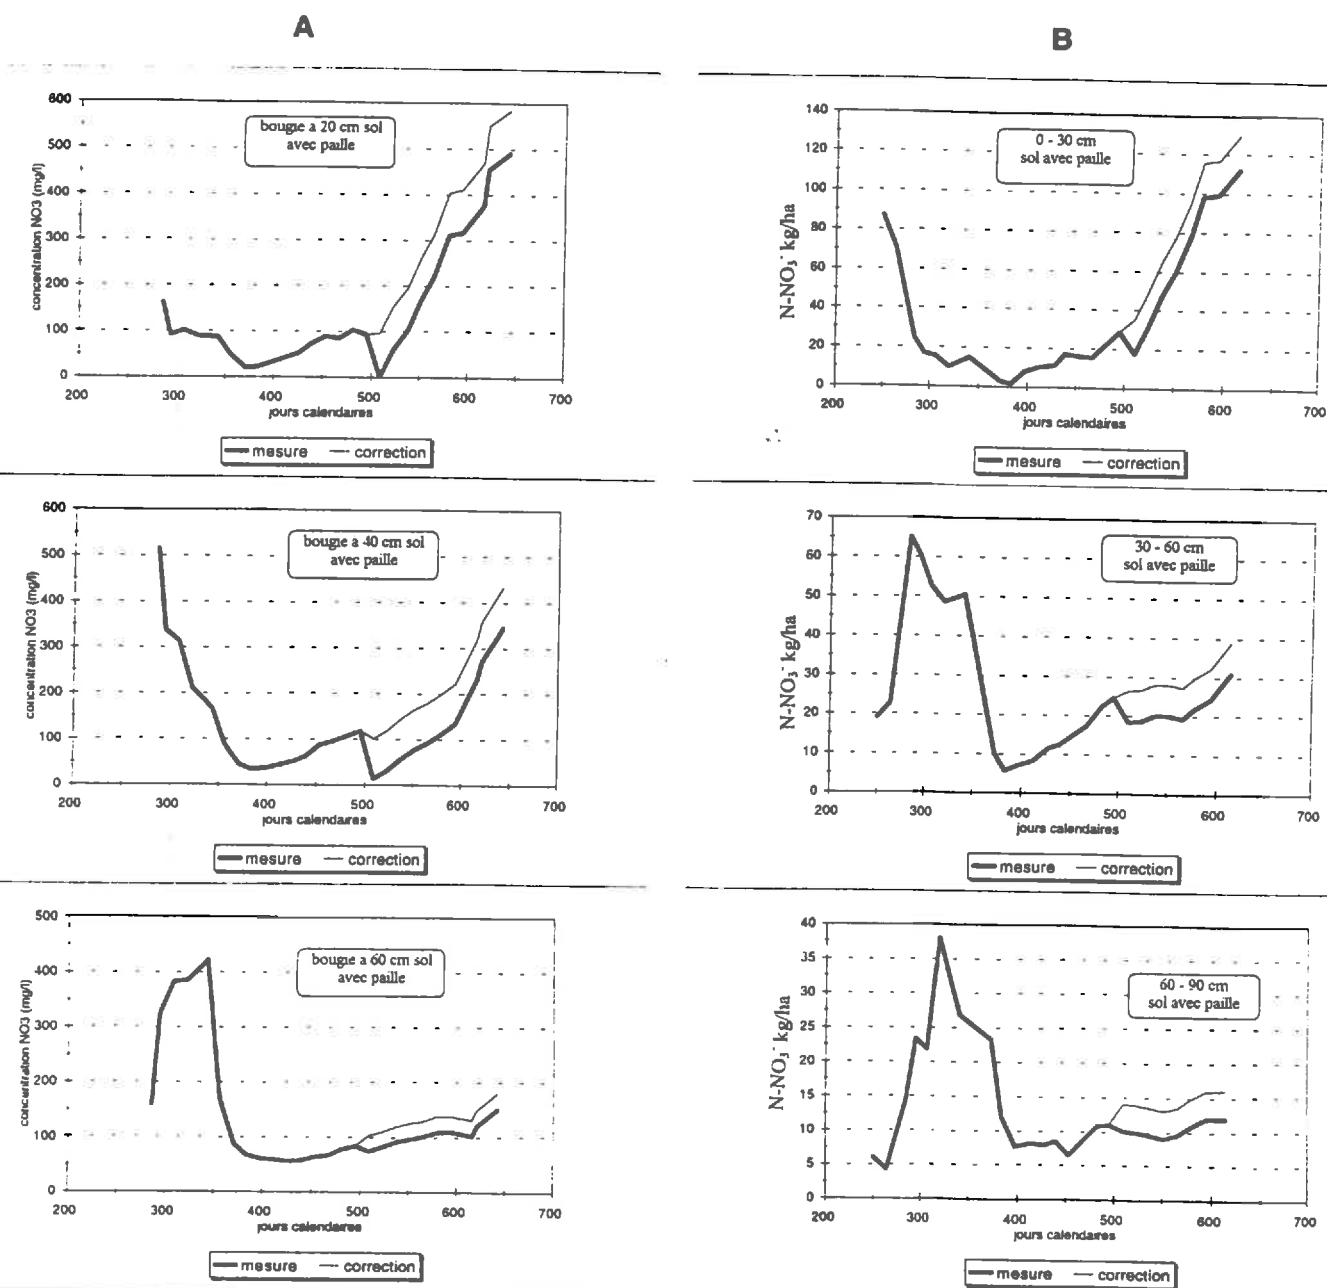 A
B
600
500
400
300
200
100
0
concentration NO3 (mg/l)
bougie a 20 cm sol
avec paille
200 300 400 500 600 700
jours calendaires
mesure correction
140
120
100
80
60
40
20
0
N-NO3- kg/ha
0 - 30 cm
sol avec paille
200 300 400 500 600 700
jours calendaires
mesure correction
600
500
400
300
200
100
0
concentration NO3 (mg/l)
bougie a 40 cm sol
avec paille
200 300 400 500 600 700
jours calendaires
mesure correction
70
60
50
40
30
20
10
0
N-NO3- kg/ha
30 - 60 cm
sol avec paille
200 300 400 500 600 700
jours calendaires
mesure correction
500
400
300
200
100
0
concentration NO3 (mg/l)
bougie a 60 cm sol
avec paille
200 300 400 500 600 700
jours calendaires
mesure correction
40
35
30
25
20
15
10
5
0
N-NO3- kg/ha
60 - 90 cm
sol avec paille
200 300 400 500 600 700
jours calendaires
mesure correction